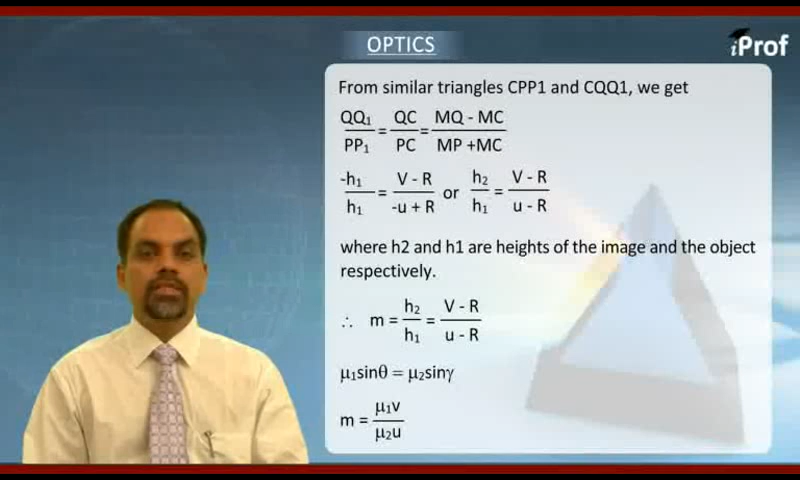 OPTICS
iProf
From similar triangles CPP1 and CQQ1, we get
QQ₁/PP₁ = QC/PC = MQ - MC/MP +MC
-h₁/h₁ = V - R/-u + R or h₂/h₁ = V - R/u - R
where h2 and h1 are heights of the image and the object
respectively.
∴ m = h₂/h₁ = V - R/u - R
μ₁sinθ = μ₂sinγ
m = μ₁v/μ₂u